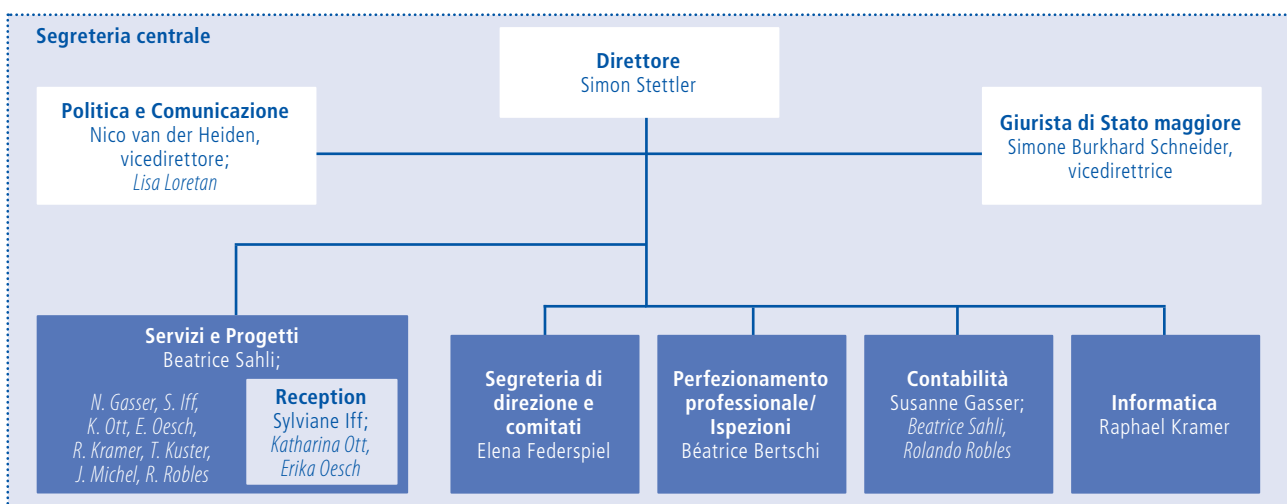 Segreteria centrale
Direttore
Simon Stettler
Politica e Comunicazione
Nico van der Heiden,
vicedirettore;
Lisa Loretan
Giurista di Stato maggiore
Simone Burkhard Schneider,
vicedirettrice
Servizi e Progetti
Beatrice Sahli;
N. Gasser, S. Iff,
K. Ott, E. Oesch,
R. Kramer, T. Kuster,
J. Michel, R. Robles
Reception
Sylviane Iff;
Katharina Ott,
Erika Oesch
Segreteria di
direzione e
comitati
Elena Federspiel
Perfezionamento
professionale/
Ispezioni
Béatrice Bertschi
Contabilità
Susanne Gasser;
Beatrice Sahli,
Rolando Robles
Informatica
Raphael Kramer